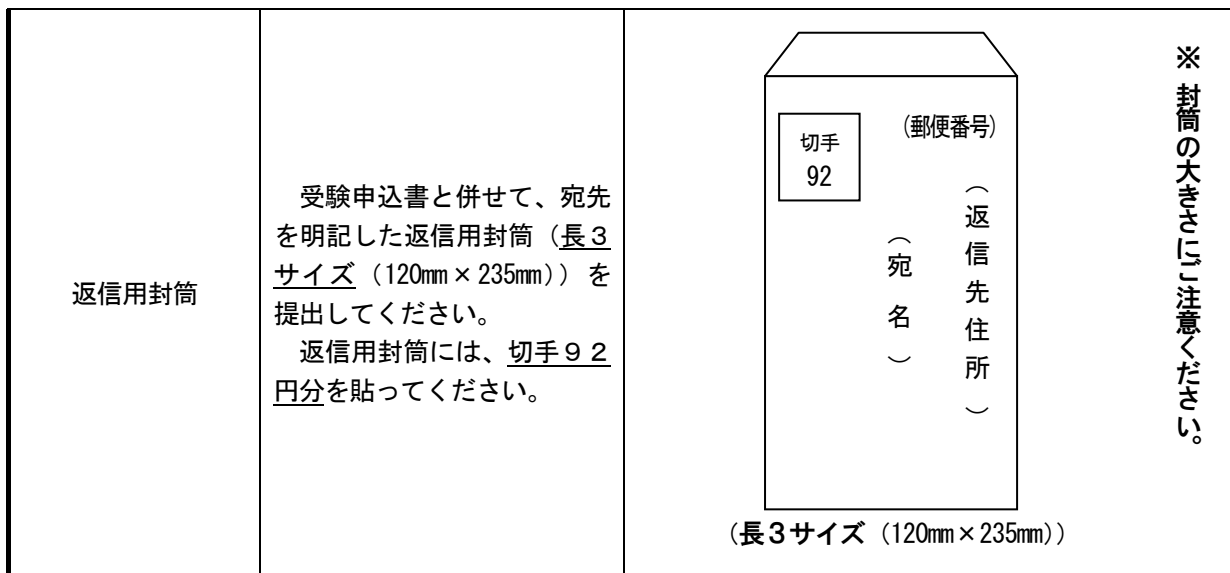 返信用封筒
　受験申込書と併せて、宛先
を明記した返信用封筒（長３
サイズ（120㎜×235㎜））を
提出してください。
　返信用封筒には、切手９２
円分を貼ってください。
切手
92
（郵便番号）
（返信先住所）
（宛名）
（長３サイズ（120㎜×235㎜））
※ 封筒の大きさにご注意ください。